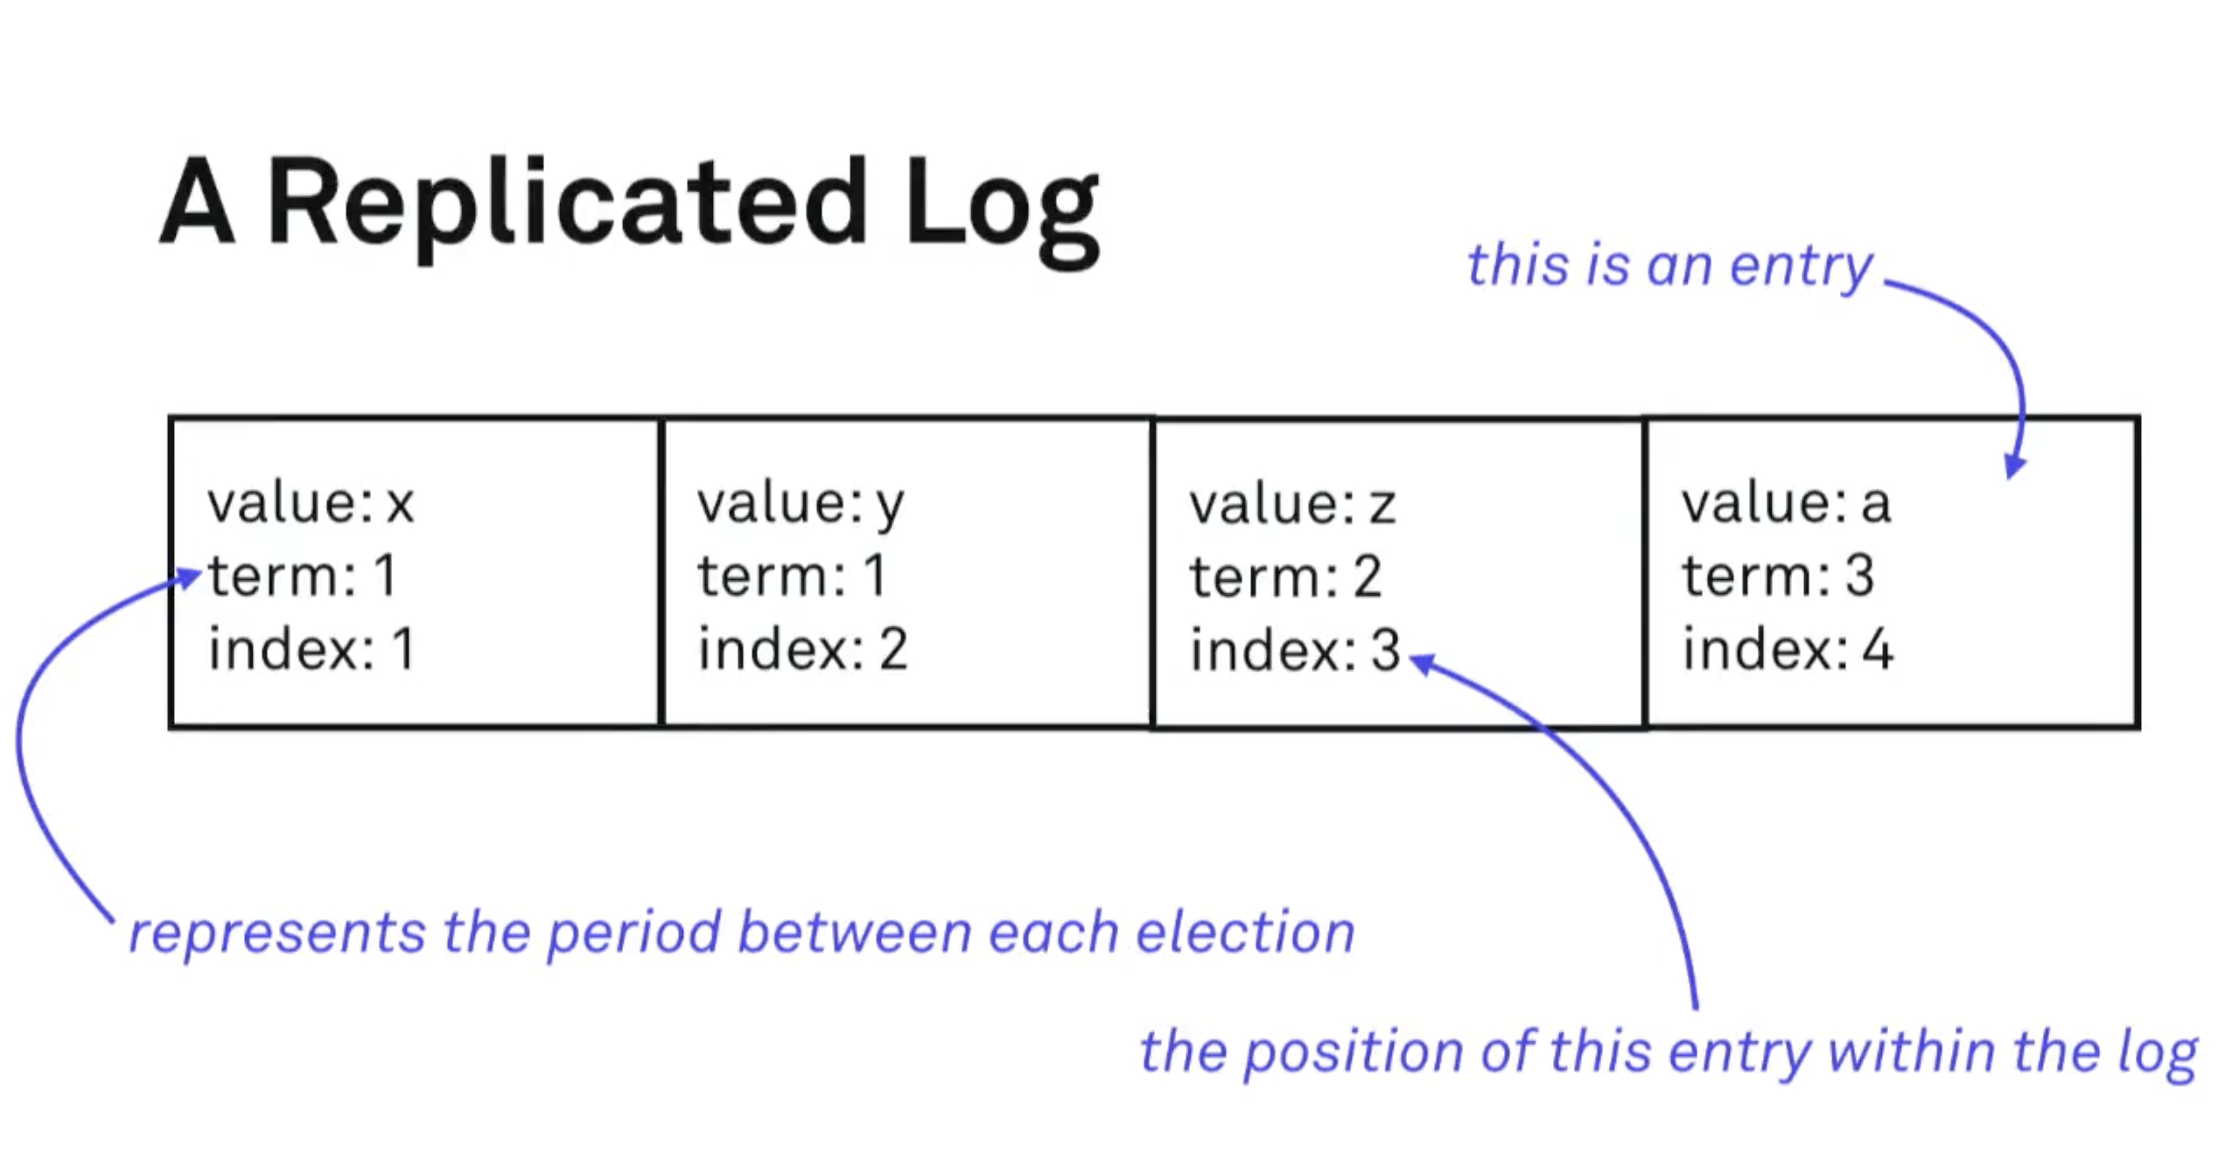 A Replicated Log
this is an entry
value: x
term: 1
index: 1
value: y
term: 1
index: 2
value: z
term: 2
index: 3
value: a
term: 3
index: 4
represents the period between each election
the position of this entry within the log